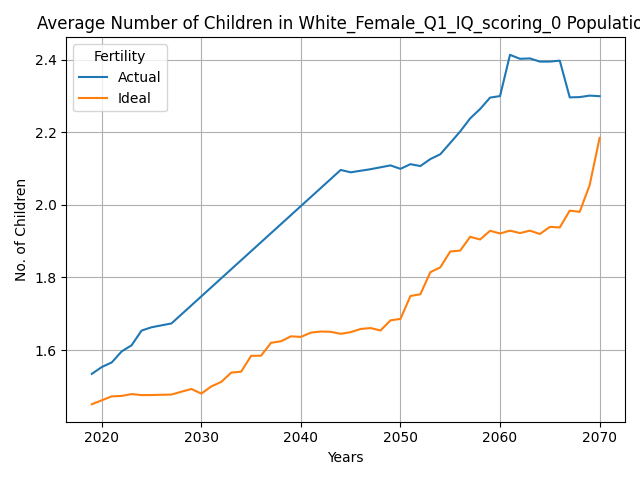 Average Number of Children in White_Female_Q1_IQ_scoring_0 Populatio
Fertility
Actual
Ideal
No. of Children
2.4
2.2
2.0
1.8
1.6
2020 2030 2040 2050 2060 2070
Years